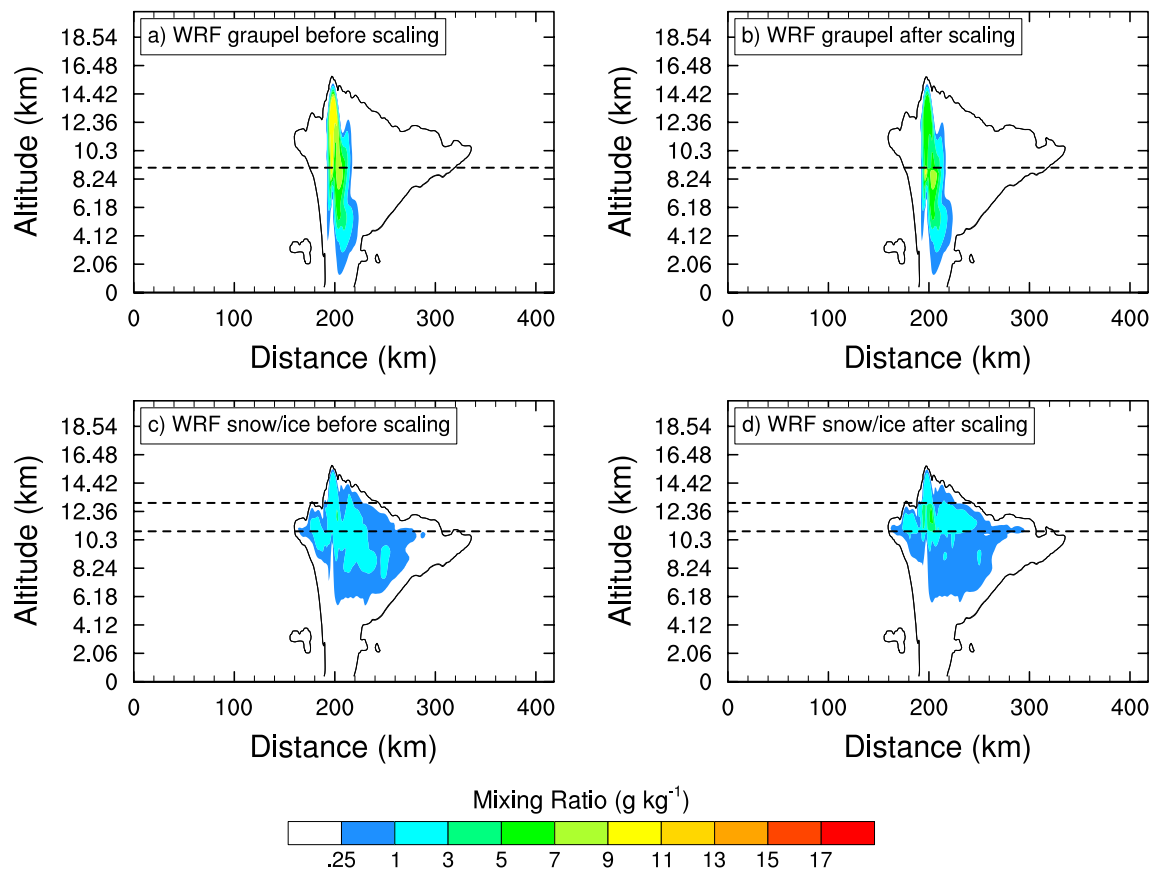 a) WRF graupel before scaling
18.54
16.48
14.42
12.36
10.3
8.24
6.18
4.12
2.06
0
Altitude (km)
0 100 200 300 400
Distance (km)
b) WRF graupel after scaling
18.54
16.48
14.42
12.36
10.3
8.24
6.18
4.12
2.06
0
Altitude (km)
0 100 200 300 400
Distance (km)
c) WRF snow/ice before scaling
18.54
16.48
14.42
12.36
10.3
8.24
6.18
4.12
2.06
0
Altitude (km)
0 100 200 300 400
Distance (km)
d) WRF snow/ice after scaling
18.54
16.48
14.42
12.36
10.3
8.24
6.18
4.12
2.06
0
Altitude (km)
0 100 200 300 400
Distance (km)
Mixing Ratio (g kg⁻¹)
.25 1 3 5 7 9 11 13 15 17